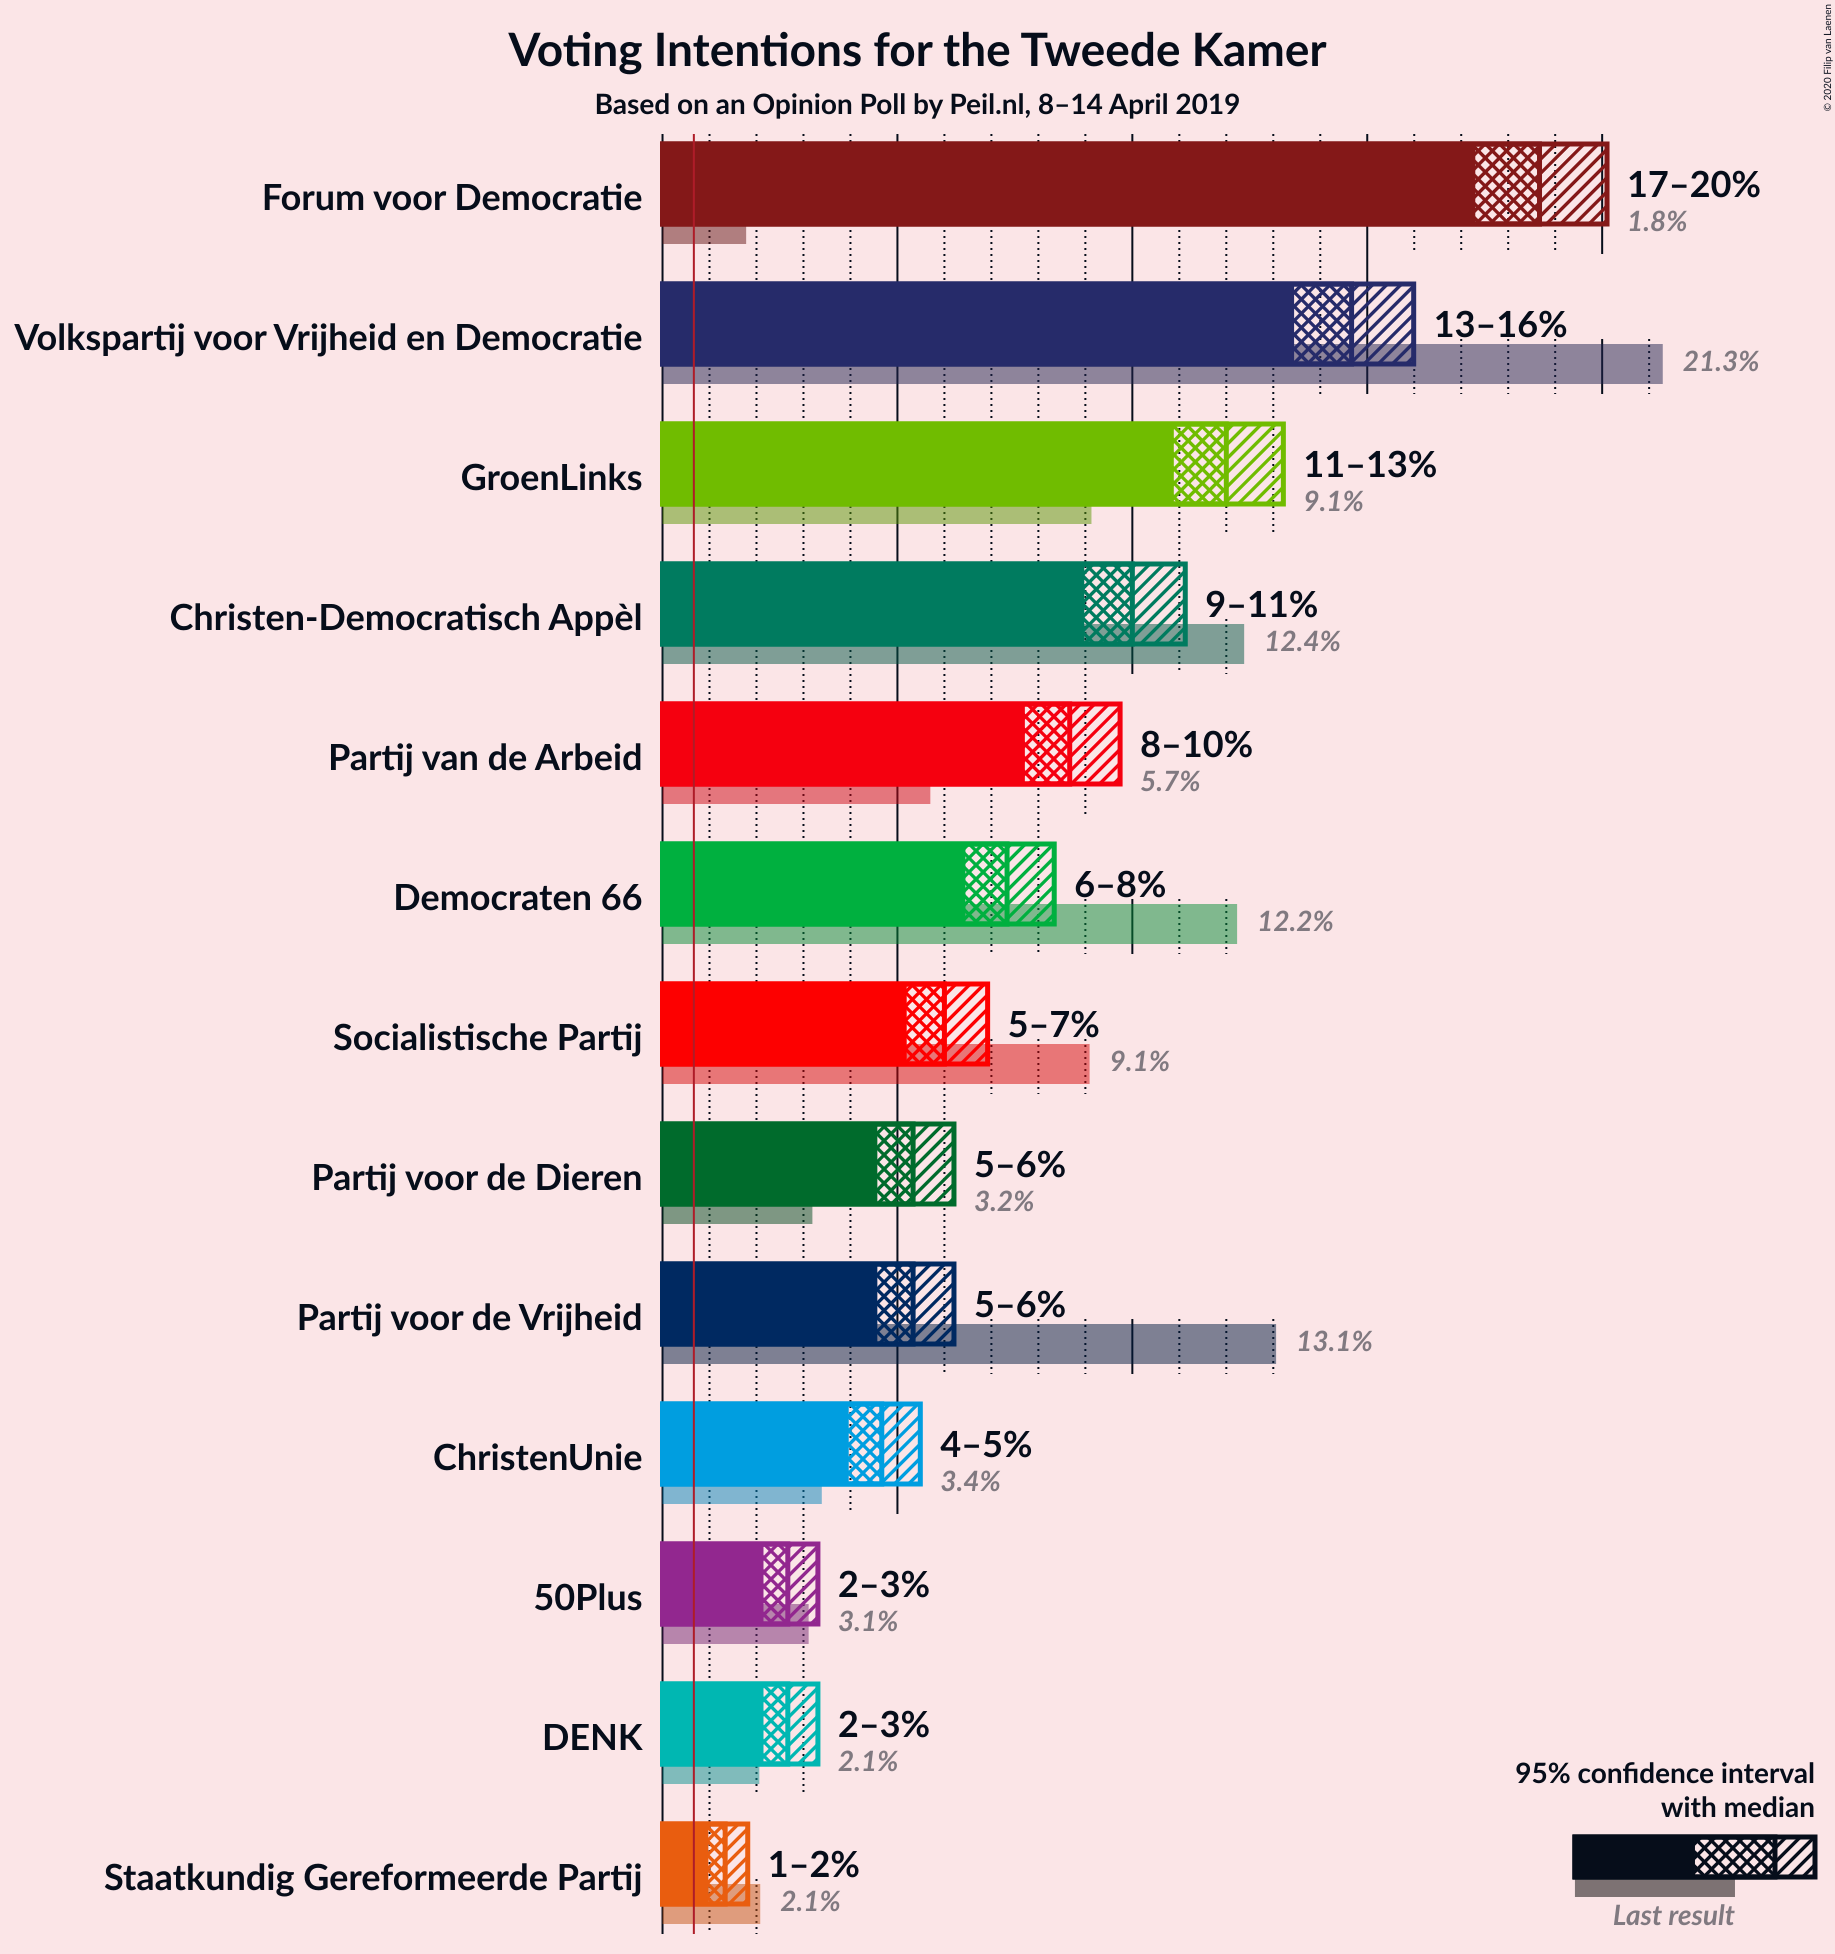 Voting Intentions for the Tweede Kamer
Based on an Opinion Poll by Peil.nl, 8–14 April 2019
© 2020 Filip van Laenen
Forum voor Democratie
17–20%
1.8%
Volkspartij voor Vrijheid en Democratie
13–16%
21.3%
GroenLinks
11–13%
9.1%
Christen-Democratisch Appèl
9–11%
12.4%
Partij van de Arbeid
8–10%
5.7%
Democraten 66
6–8%
12.2%
Socialistische Partij
5–7%
9.1%
Partij voor de Dieren
5–6%
3.2%
Partij voor de Vrijheid
5–6%
13.1%
ChristenUnie
4–5%
3.4%
50Plus
2–3%
3.1%
DENK
2–3%
2.1%
Staatkundig Gereformeerde Partij
1–2%
2.1%
95% confidence interval
with median
Last result